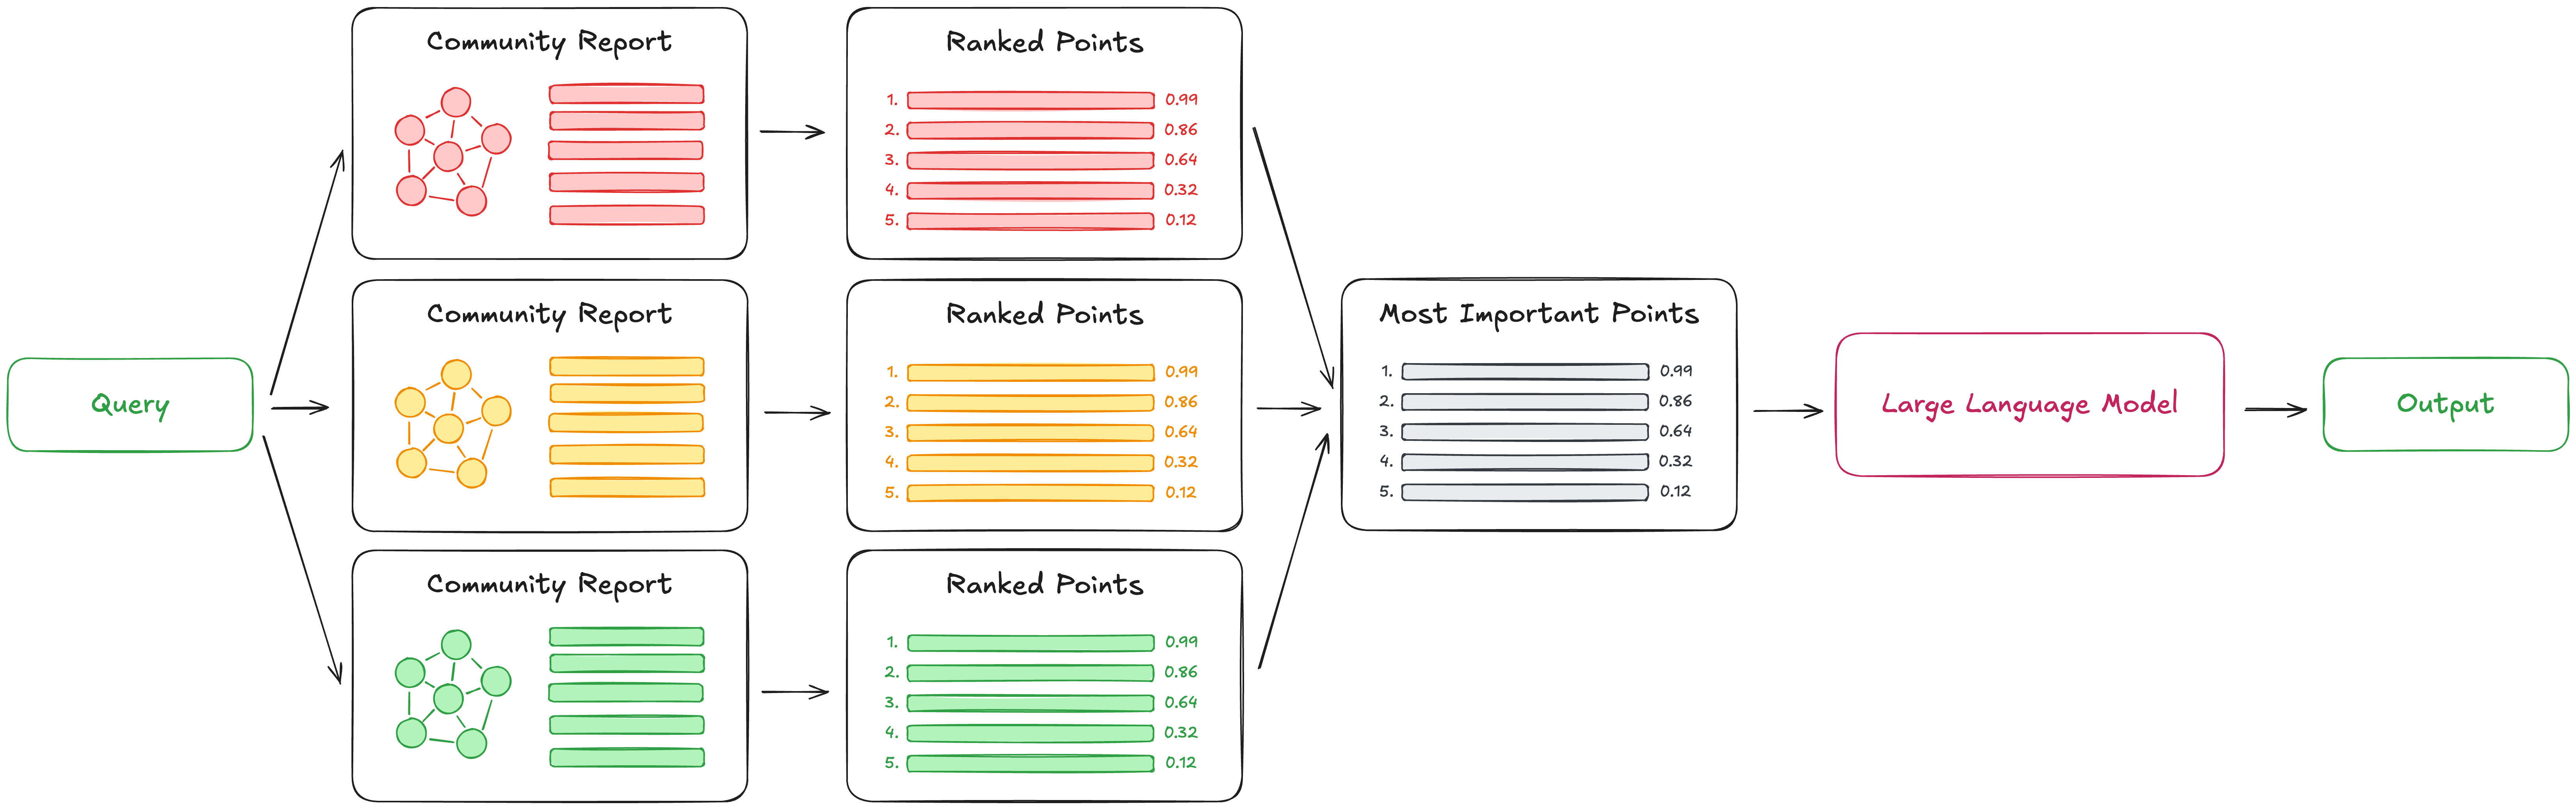 Query
Community Report
Ranked Points
1. 0.99
2. 0.86
3. 0.64
4. 0.32
5. 0.12
Community Report
Ranked Points
1. 0.99
2. 0.86
3. 0.64
4. 0.32
5. 0.12
Community Report
Ranked Points
1. 0.99
2. 0.86
3. 0.64
4. 0.32
5. 0.12
Most Important Points
1. 0.99
2. 0.86
3. 0.64
4. 0.32
5. 0.12
Large Language Model
Output